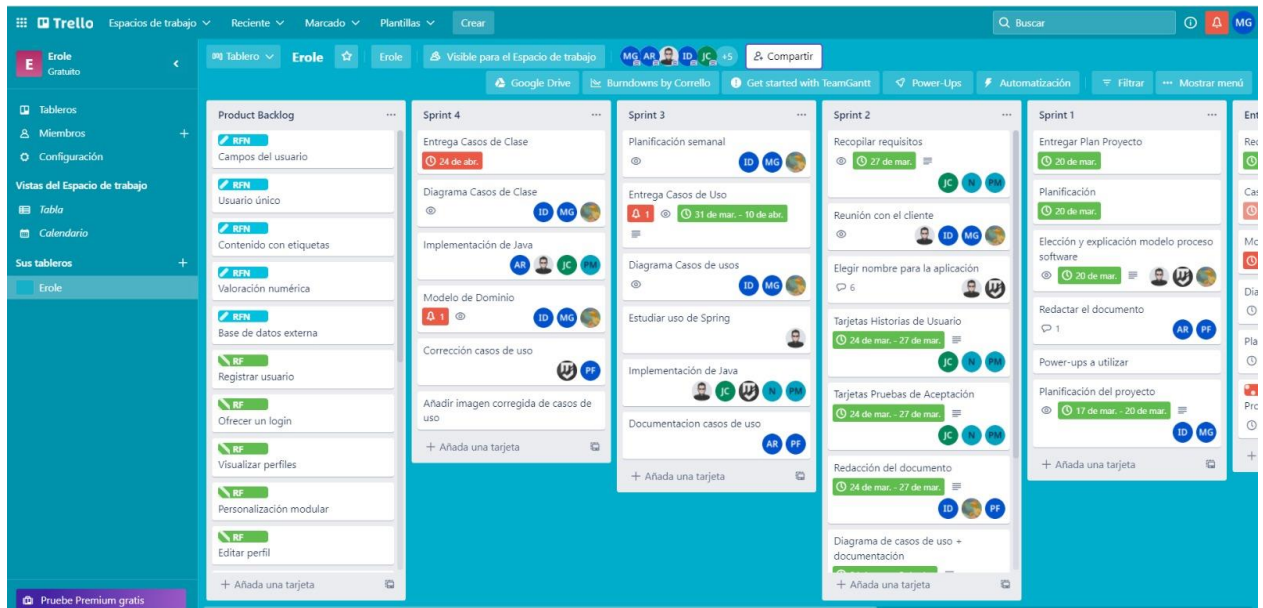 Trello
Espacios de trabajo
Reciente
Marcado
Plantillas
Crear
Buscar
MG
E
Erole
Gratuito
Tablero
Erole
Erole
Visible para el Espacio de trabajo
MG AR ID JC +5
Compartir
Google Drive
Burndowns by Corrello
Get started with TeamGantt
Power-Ups
Automatización
Filtrar
Mostrar menú
Tableros
Miembros
Configuración
Vistas del Espacio de trabajo
Tabla
Calendario
Sus tableros
Erole
Pruebe Premium gratis
Product Backlog
RFN
Campos del usuario
RFN
Usuario único
RFN
Contenido con etiquetas
RFN
Valoración numérica
RFN
Base de datos externa
RF
Registrar usuario
RF
Ofrecer un login
RF
Visualizar perfiles
RF
Personalización modular
RF
Editar perfil
+ Añada una tarjeta
Sprint 4
Entrega Casos de Clase
24 de abr.
Diagrama Casos de Clase
ID MG
Implementación de Java
AR JC PM
Modelo de Dominio
1
ID MG
Corrección casos de uso
PF
Añadir imagen corregida de casos de
uso
+ Añada una tarjeta
Sprint 3
Planificación semanal
ID MG
Entrega Casos de Uso
1 31 de mar. - 10 de abr.
Diagrama Casos de usos
ID MG
Estudiar uso de Spring
Implementación de Java
JC N PM
Documentacion casos de uso
AR PF
+ Añada una tarjeta
Sprint 2
Recopilar requisitos
27 de mar.
JC N PM
Reunión con el cliente
ID MG
Elegir nombre para la aplicación
6
Tarjetas Historias de Usuario
24 de mar. - 27 de mar.
JC N PM
Tarjetas Pruebas de Aceptación
24 de mar. - 27 de mar.
JC N PM
Redacción del documento
24 de mar. - 27 de mar.
ID PF
Diagrama de casos de uso +
documentación
+ Añada una tarjeta
Sprint 1
Entregar Plan Proyecto
20 de mar.
Planificación
20 de mar.
Elección y explicación modelo proceso
software
20 de mar.
Redactar el documento
1
AR PF
Power-ups a utilizar
Planificación del proyecto
17 de mar. - 20 de mar.
ID MG
+ Añada una tarjeta